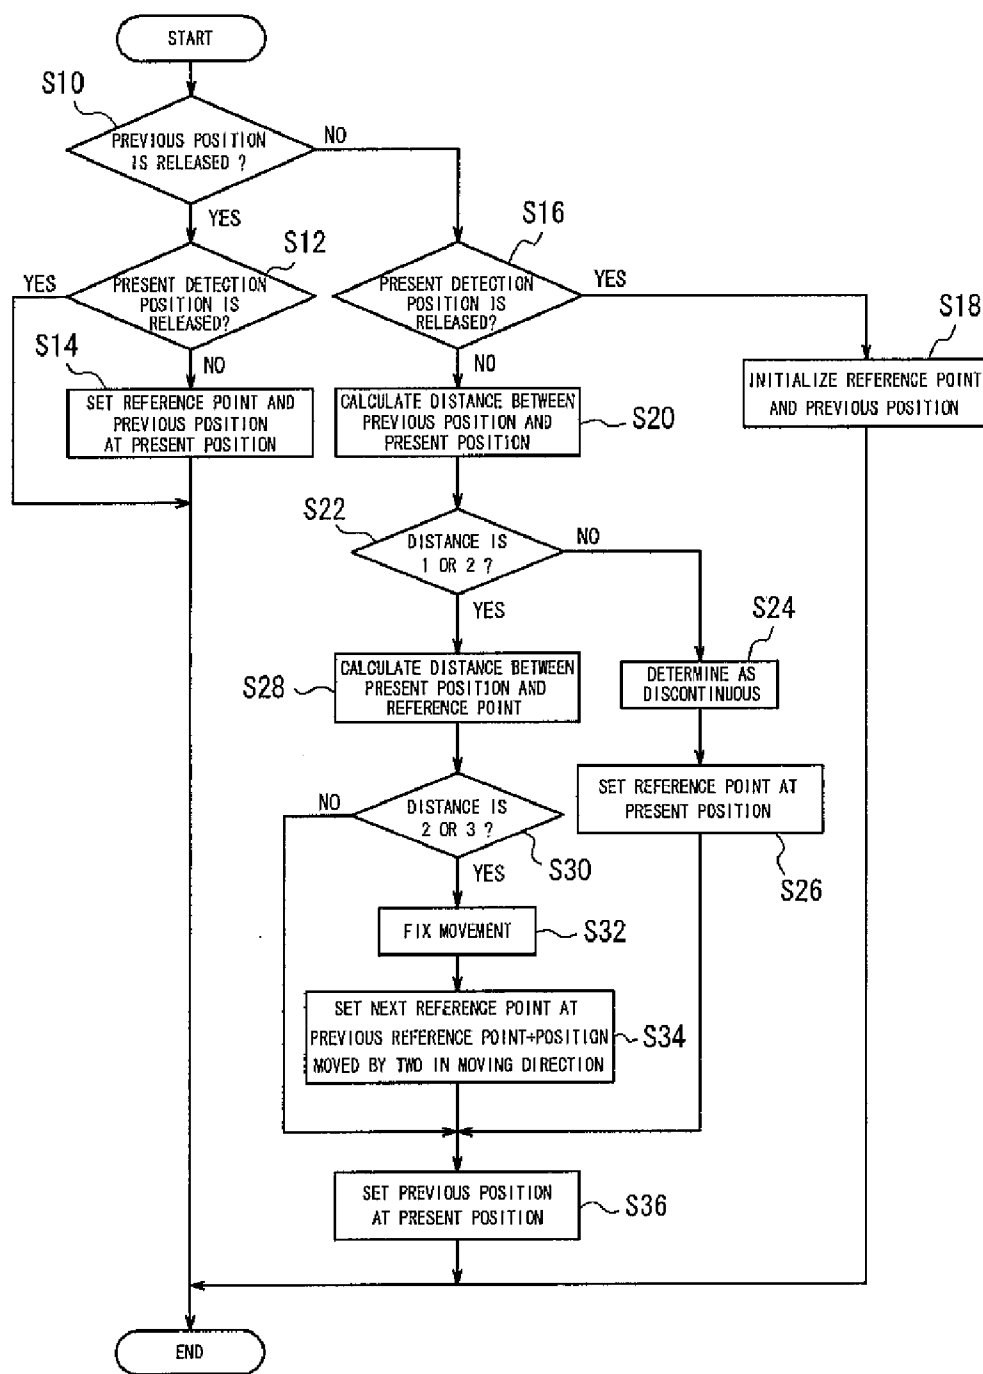 START
S10
PREVIOUS POSITION
IS RELEASED ?
NO
YES
S12
PRESENT DETECTION
POSITION IS
RELEASED?
YES
NO
S14
SET REFERENCE POINT AND
PREVIOUS POSITION
AT PRESENT POSITION
S16
PRESENT DETECTION
POSITION IS
RELEASED?
YES
NO
S18
INITIALIZE REFERENCE POINT
AND PREVIOUS POSITION
CALCULATE DISTANCE BETWEEN
PREVIOUS POSITION AND
PRESENT POSITION
S20
S22
DISTANCE IS
1 OR 2 ?
NO
YES
S24
DETERMINE AS
DISCONTINUOUS
S28
CALCULATE DISTANCE BETWEEN
PRESENT POSITION AND
REFERENCE POINT
SET REFERENCE POINT AT
PRESENT POSITION
S26
NO
DISTANCE IS
2 OR 3 ?
S30
YES
FIX MOVEMENT
S32
SET NEXT REFERENCE POINT AT
PREVIOUS REFERENCE POINT+POSITION
MOVED BY TWO IN MOVING DIRECTION
S34
SET PREVIOUS POSITION
AT PRESENT POSITION
S36
END